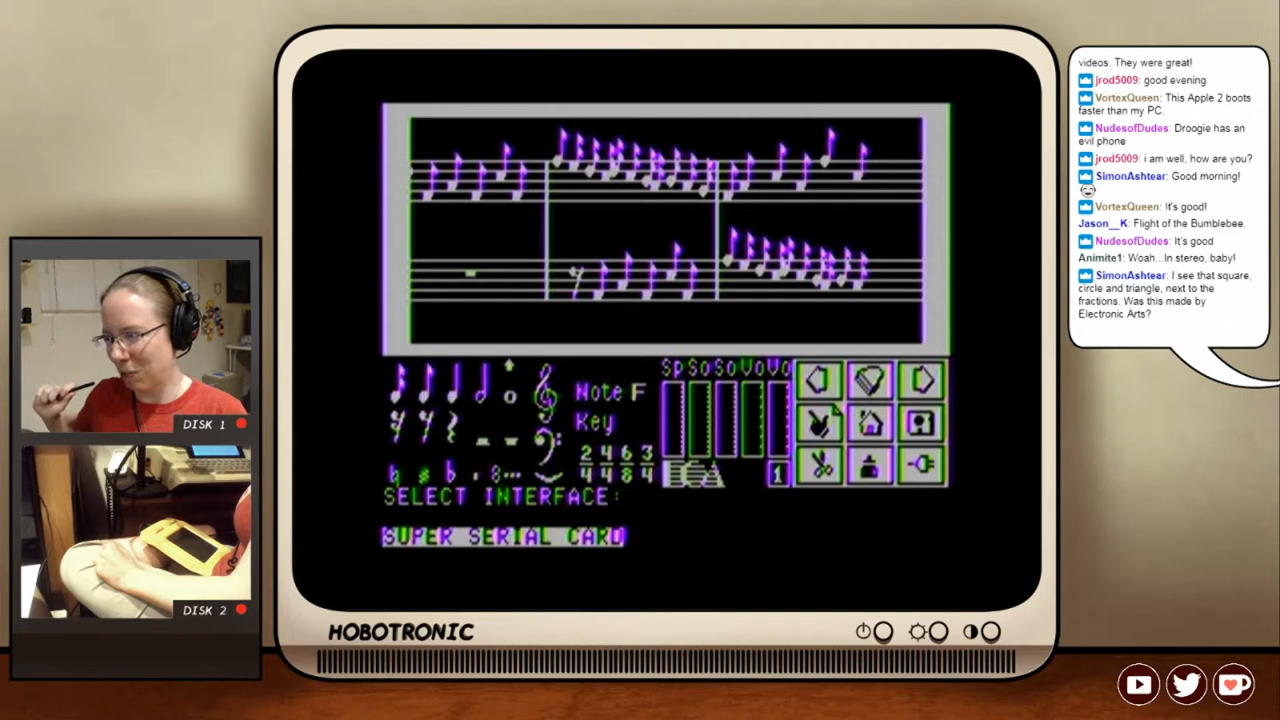 videos. They were great!
jrod5009: good evening
VortexQueen: This Apple 2 boots
faster than my PC.
NudesofDudes: Droogie has an
evil phone
jrod5009: i am well, how are you?
SimonAshtear: Good morning!
VortexQueen: It's good!
Jason__K: Flight of the Bumblebee.
NudesofDudes: It's good
Animite1: Woah...In stereo, baby!
SimonAshtear: I see that square,
circle and triangle, next to the
fractions. Was this made by
Electronic Arts?
Sp So So Vo Vo
Note F
Key
2 4 6 3
4 4 8 4
1
SELECT INTERFACE:
SUPER SERIAL CARD
DISK 1
DISK 2
HOBOTRONIC